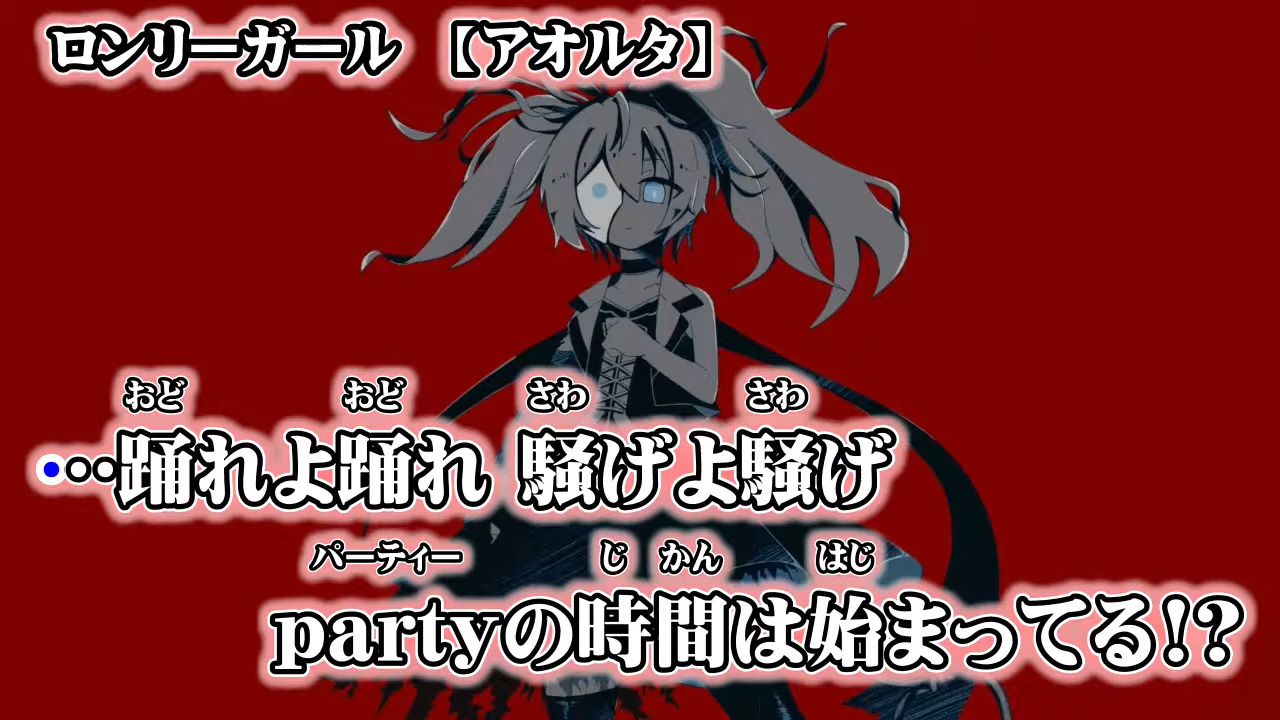 ロンリーガール 【アオルタ】
おど おど さわ さわ
…踊れよ踊れ 騒げよ騒げ
パーティー じ かん はじ
partyの時間は始まってる!?